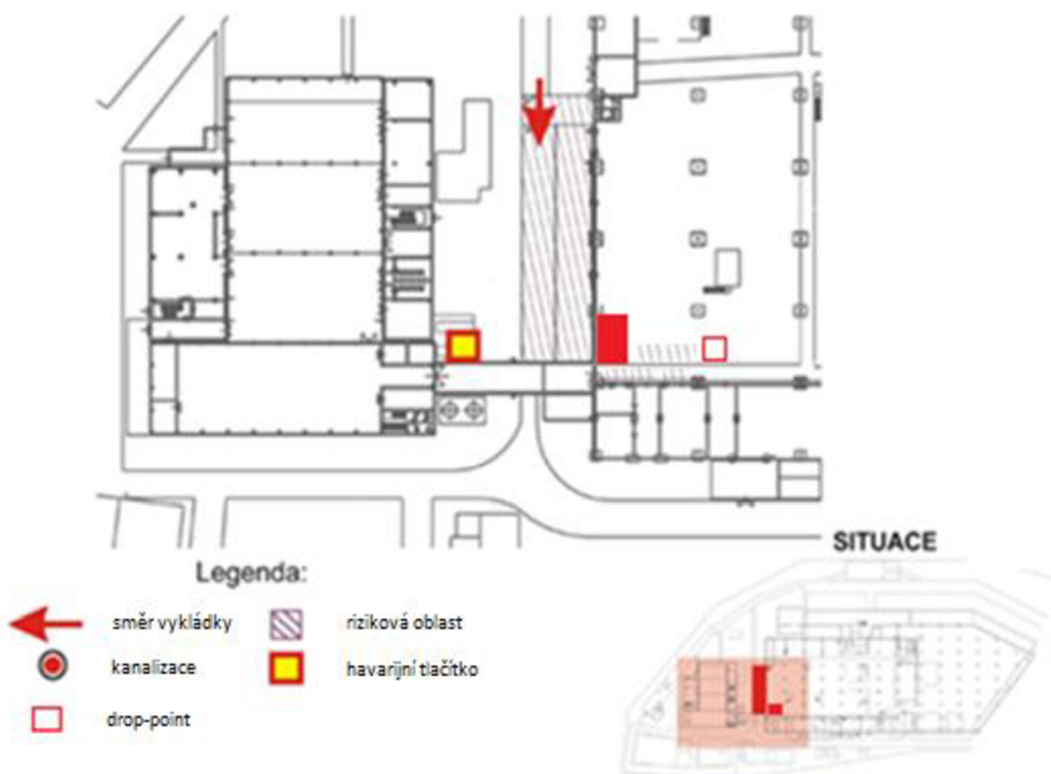 SITUACE
Legenda:
směr vykládky
riziková oblast
kanalizace
havarijní tlačítko
drop-point